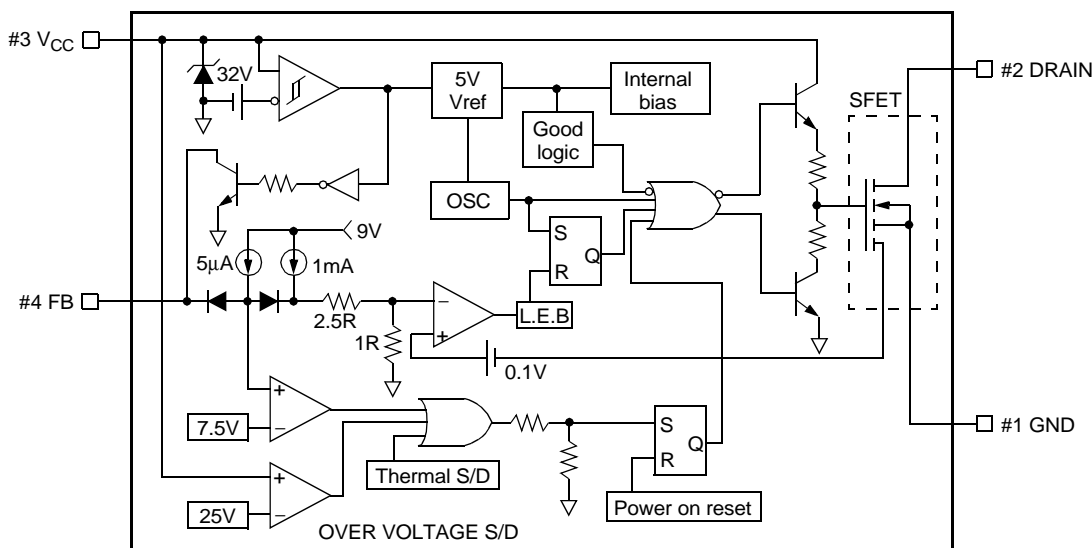 #3 VCC
32V
5V
Vref
Internal
bias
#2 DRAIN
SFET
Good
logic
OSC
9V
5μA
1mA
S
R
Q
#4 FB
2.5R
1R
−
+
L.E.B
0.1V
+
−
7.5V
Thermal S/D
S
R
Q
#1 GND
+
−
25V
Power on reset
OVER VOLTAGE S/D